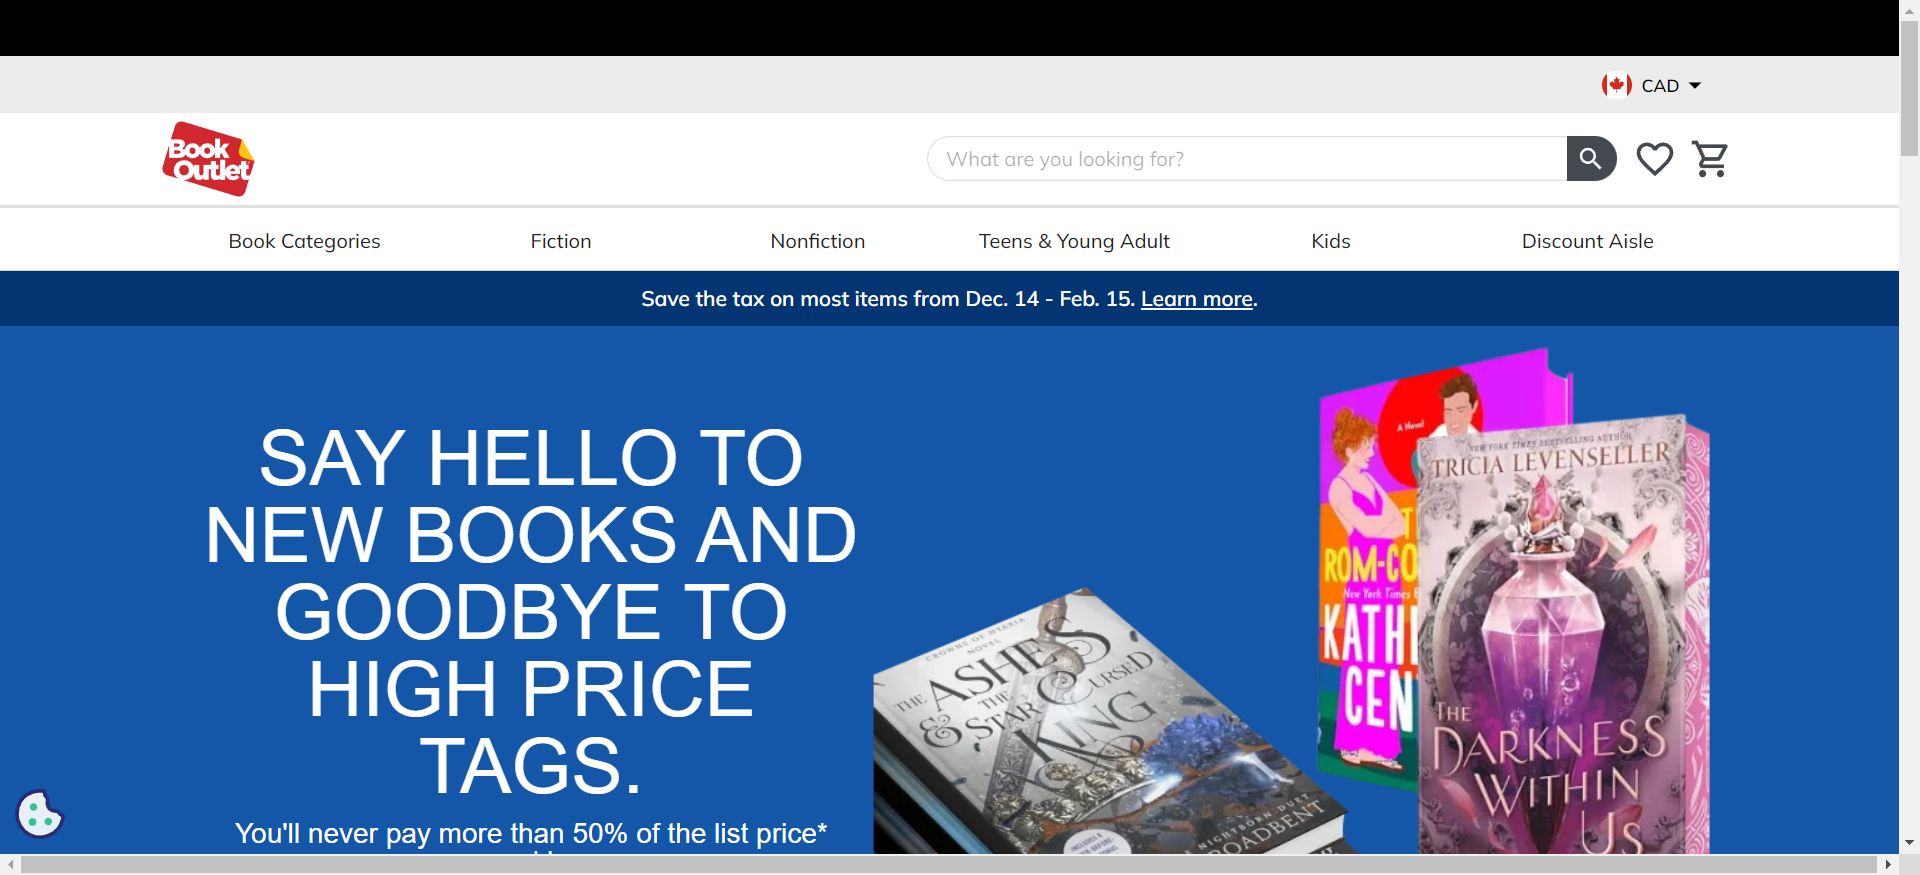 CAD
Book
Outlet
What are you looking for?
Book Categories
Fiction
Nonfiction
Teens & Young Adult
Kids
Discount Aisle
Save the tax on most items from Dec. 14 - Feb. 15. Learn more.
SAY HELLO TO
NEW BOOKS AND
GOODBYE TO
HIGH PRICE
TAGS.
You'll never pay more than 50% of the list price*
A Novel
ROM-CO
New York Times
KATH
CEN
NEW YORK TIMES BESTSELLING AUTHOR
TRICIA LEVENSELLER
THE
DARKNESS
WITHIN
US
CROWNS OF NYAXIA
NOVEL
THE ASHES
& THE
STAR CURSED
KING
NIGHTBORN DUET
ROADBENT